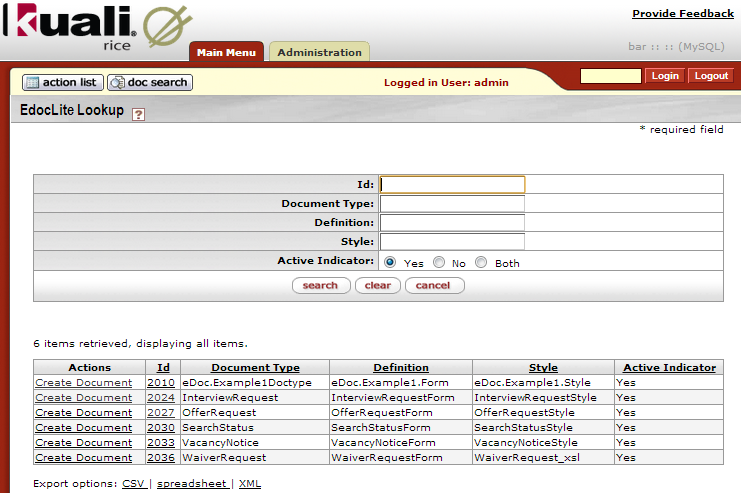 Kuali® rice
Provide Feedback
bar :: :: (MySQL)
Main Menu Administration
action list doc search Logged in User: admin Login Logout
EdocLite Lookup ?
* required field
Id:
Document Type:
Definition:
Style:
Active Indicator: Yes No Both
search clear cancel
6 items retrieved, displaying all items.
Actions Id Document Type Definition Style Active Indicator
Create Document 2010 eDoc.Example1Doctype eDoc.Example1.Form eDoc.Example1.Style Yes
Create Document 2024 InterviewRequest InterviewRequestForm InterviewRequestStyle Yes
Create Document 2027 OfferRequest OfferRequestForm OfferRequestStyle Yes
Create Document 2030 SearchStatus SearchStatusForm SearchStatusStyle Yes
Create Document 2033 VacancyNotice VacancyNoticeForm VacancyNoticeStyle Yes
Create Document 2036 WaiverRequest WaiverRequestForm WaiverRequest_xsl Yes
Export options: CSV | spreadsheet | XML